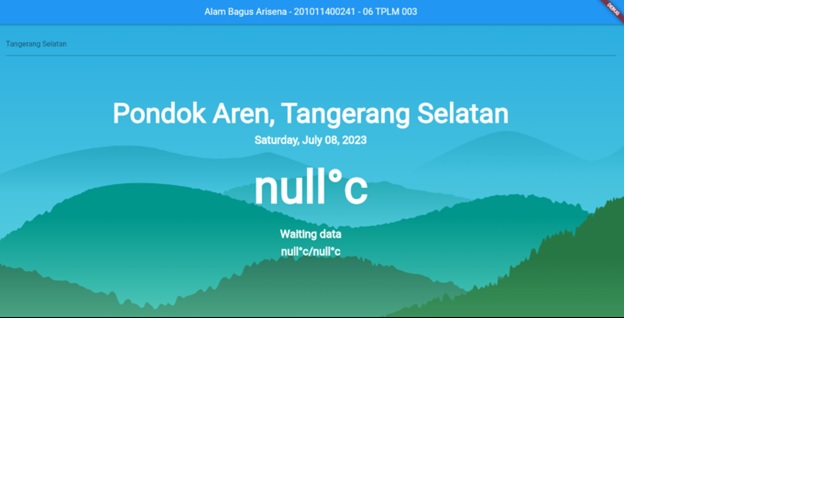 Alam Bagus Arisena - 201011400241 - 06 TPLM 003
DEBUG
Tangerang Selatan
Pondok Aren, Tangerang Selatan
Saturday, July 08, 2023
null°c
Waiting data
null°c/null°c